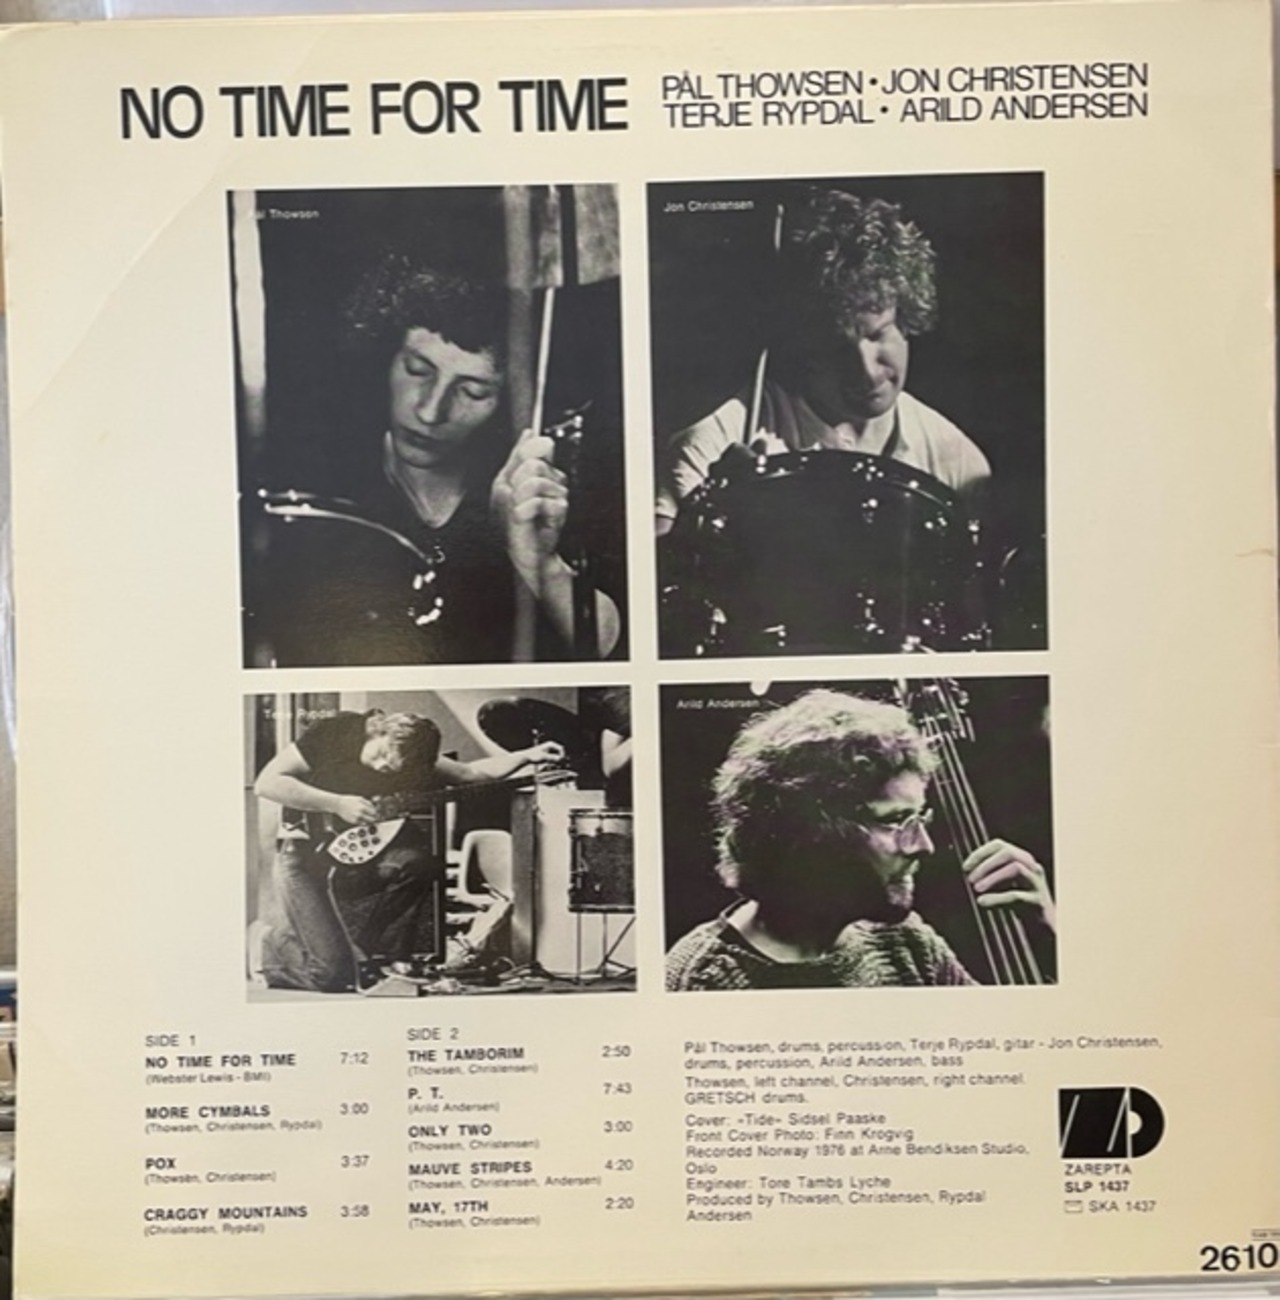 NO TIME FOR TIME
PÅL THOWSEN • JON CHRISTENSEN
TERJE RYPDAL • ARILD ANDERSEN
Pål Thowsen
Jon Christensen
Terje Rypdal
Arild Andersen
SIDE 1
NO TIME FOR TIME 7:12
(Webster Lewis - BMI)
MORE CYMBALS 3:00
(Thowsen, Christensen, Rypdal)
POX 3:37
(Thowsen, Christensen)
CRAGGY MOUNTAINS 3:58
(Christensen, Rypdal)
SIDE 2
THE TAMBORIM 2:50
(Thowsen, Christensen)
P. T. 7:43
(Arild Andersen)
ONLY TWO 3:00
(Thowsen, Christensen)
MAUVE STRIPES 4:20
(Thowsen, Christensen, Andersen)
MAY, 17TH 2:20
(Thowsen, Christensen)
Pål Thowsen, drums, percussion, Terje Rypdal, gitar - Jon Christensen,
drums, percussion, Arild Andersen, bass
Thowsen, left channel, Christensen, right channel.
GRETSCH drums.
Cover: «Tide» Sidsel Paaske
Front Cover Photo: Finn Krogvig
Recorded Norway 1976 at Arne Bendiksen Studio,
Oslo
Engineer: Tore Tambs Lyche
Produced by Thowsen, Christensen, Rypdal
Andersen
ZAREPTA
SLP 1437
SKA 1437
2610